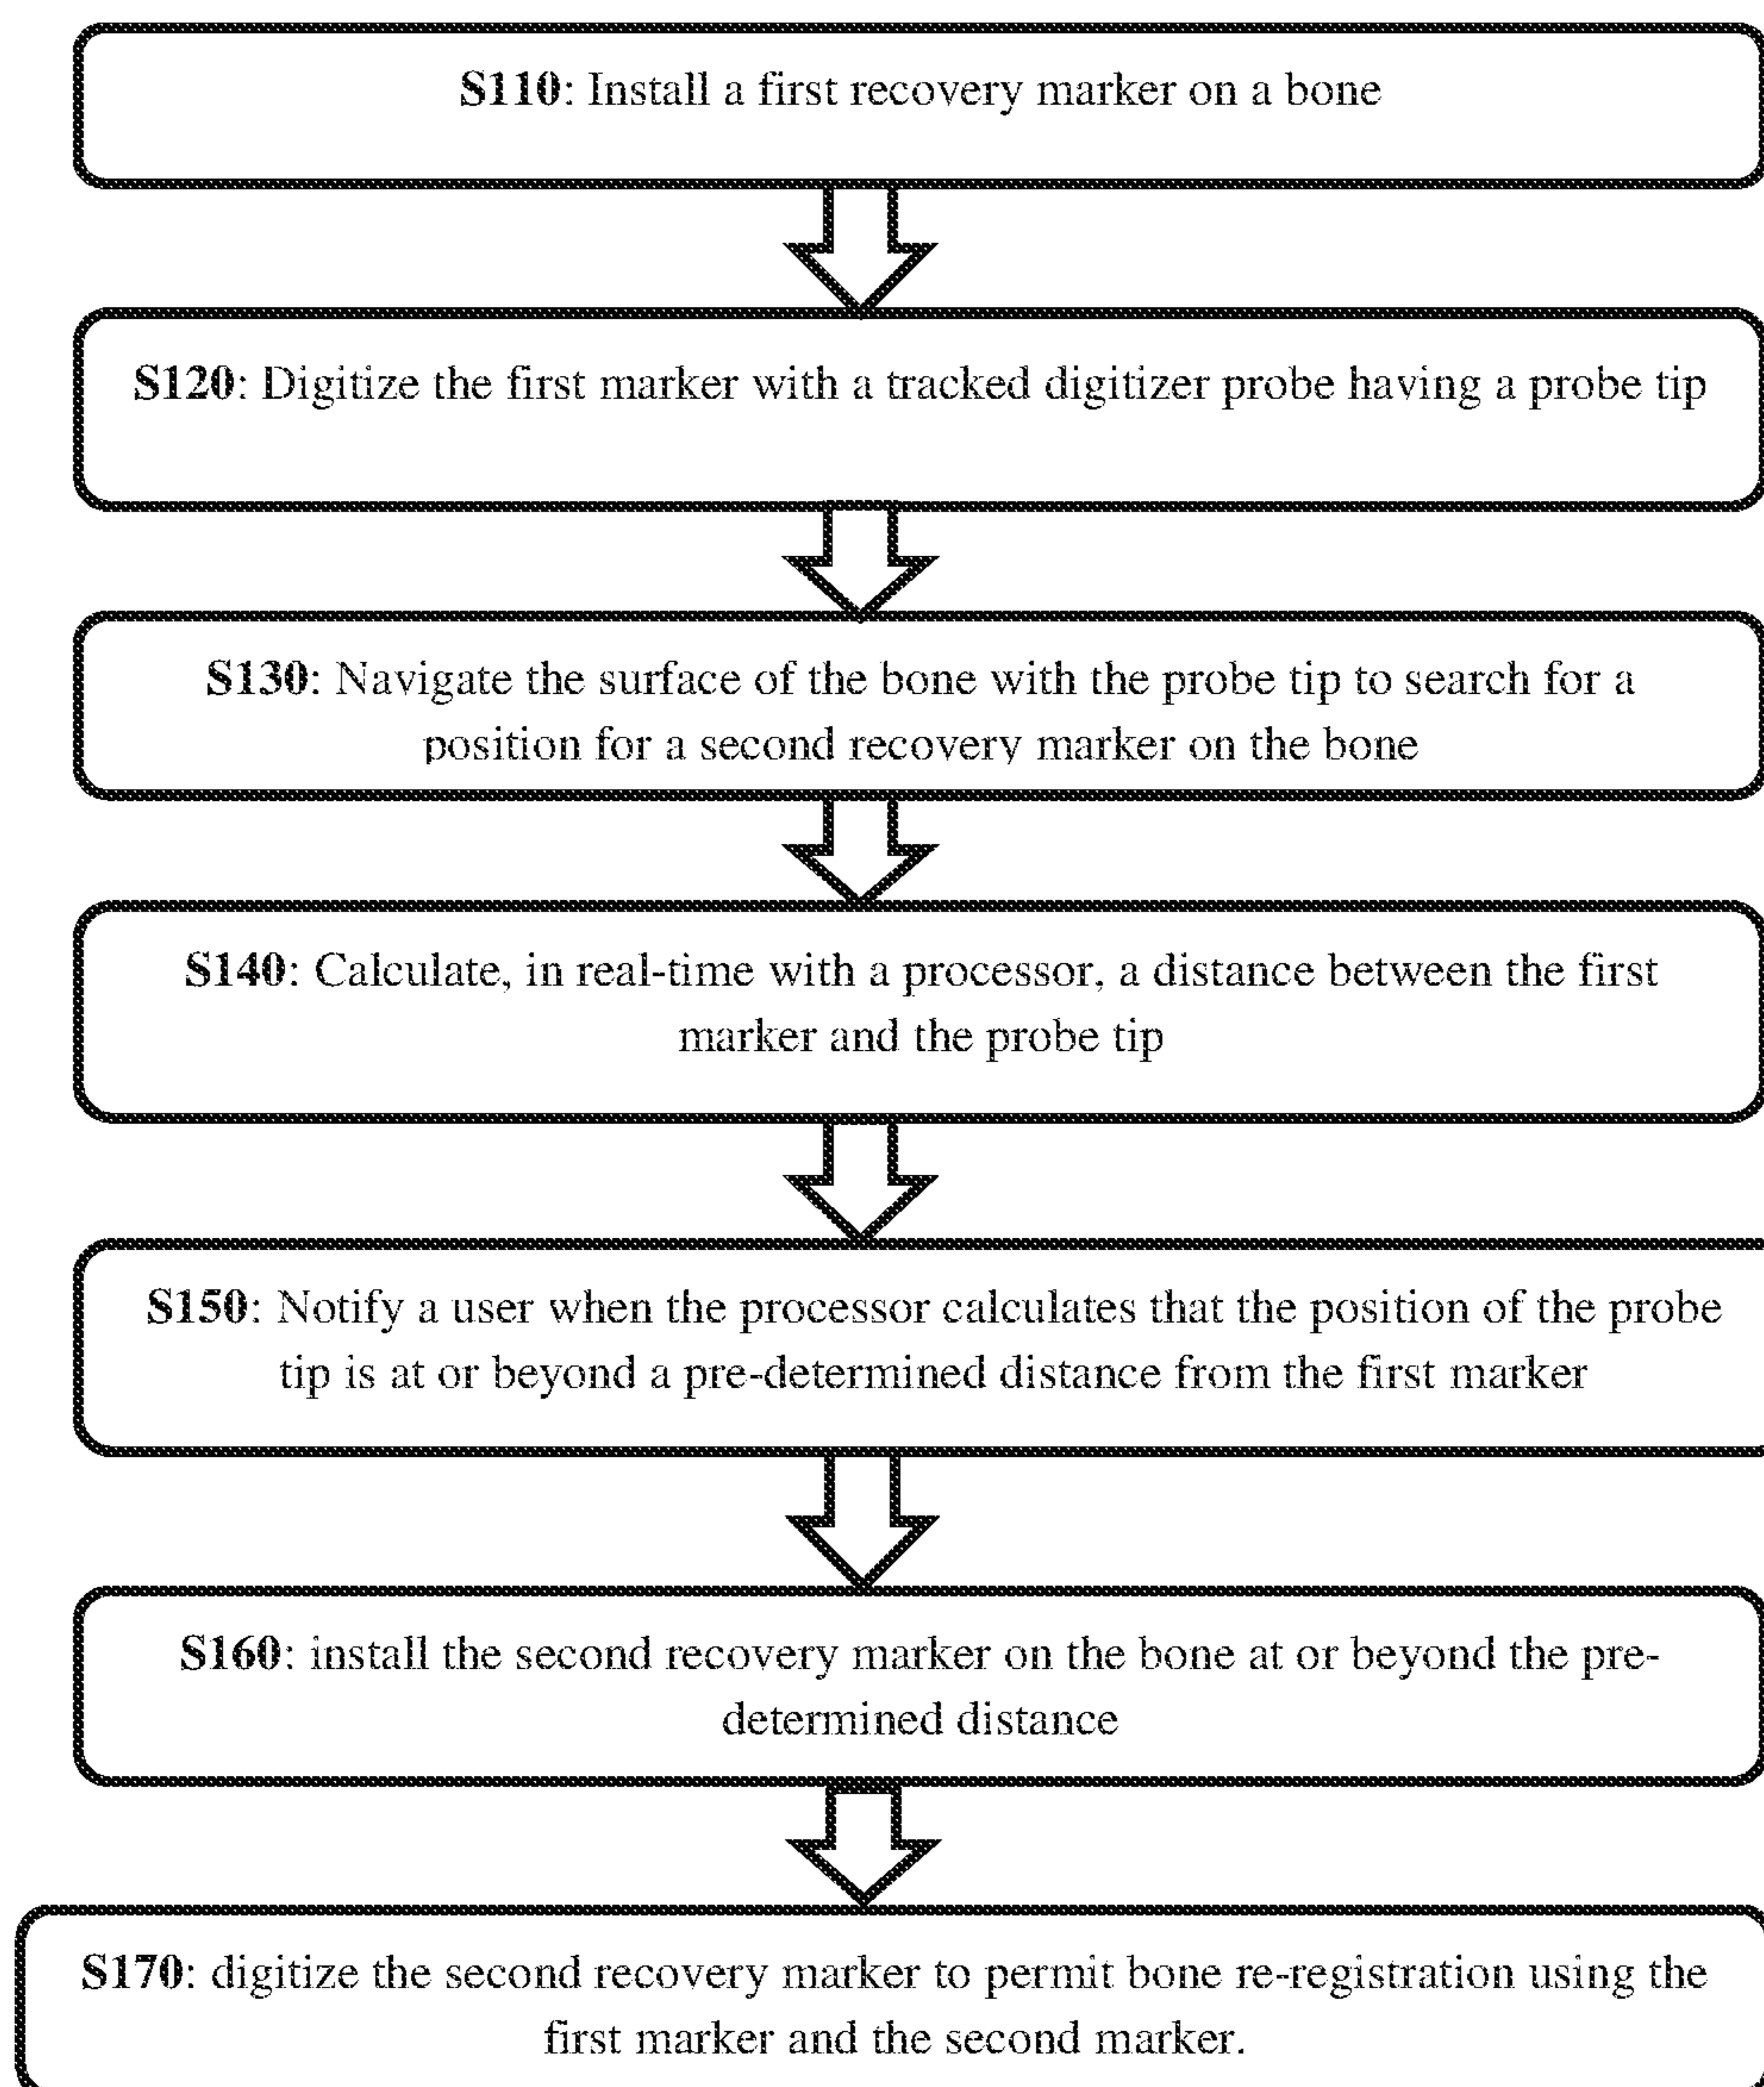 S110: Install a first recovery marker on a bone
S120: Digitize the first marker with a tracked digitizer probe having a probe tip
S130: Navigate the surface of the bone with the probe tip to search for a
position for a second recovery marker on the bone
S140: Calculate, in real-time with a processor, a distance between the first
marker and the probe tip
S150: Notify a user when the processor calculates that the position of the probe
tip is at or beyond a pre-determined distance from the first marker
S160: install the second recovery marker on the bone at or beyond the pre-
determined distance
S170: digitize the second recovery marker to permit bone re-registration using the
first marker and the second marker.